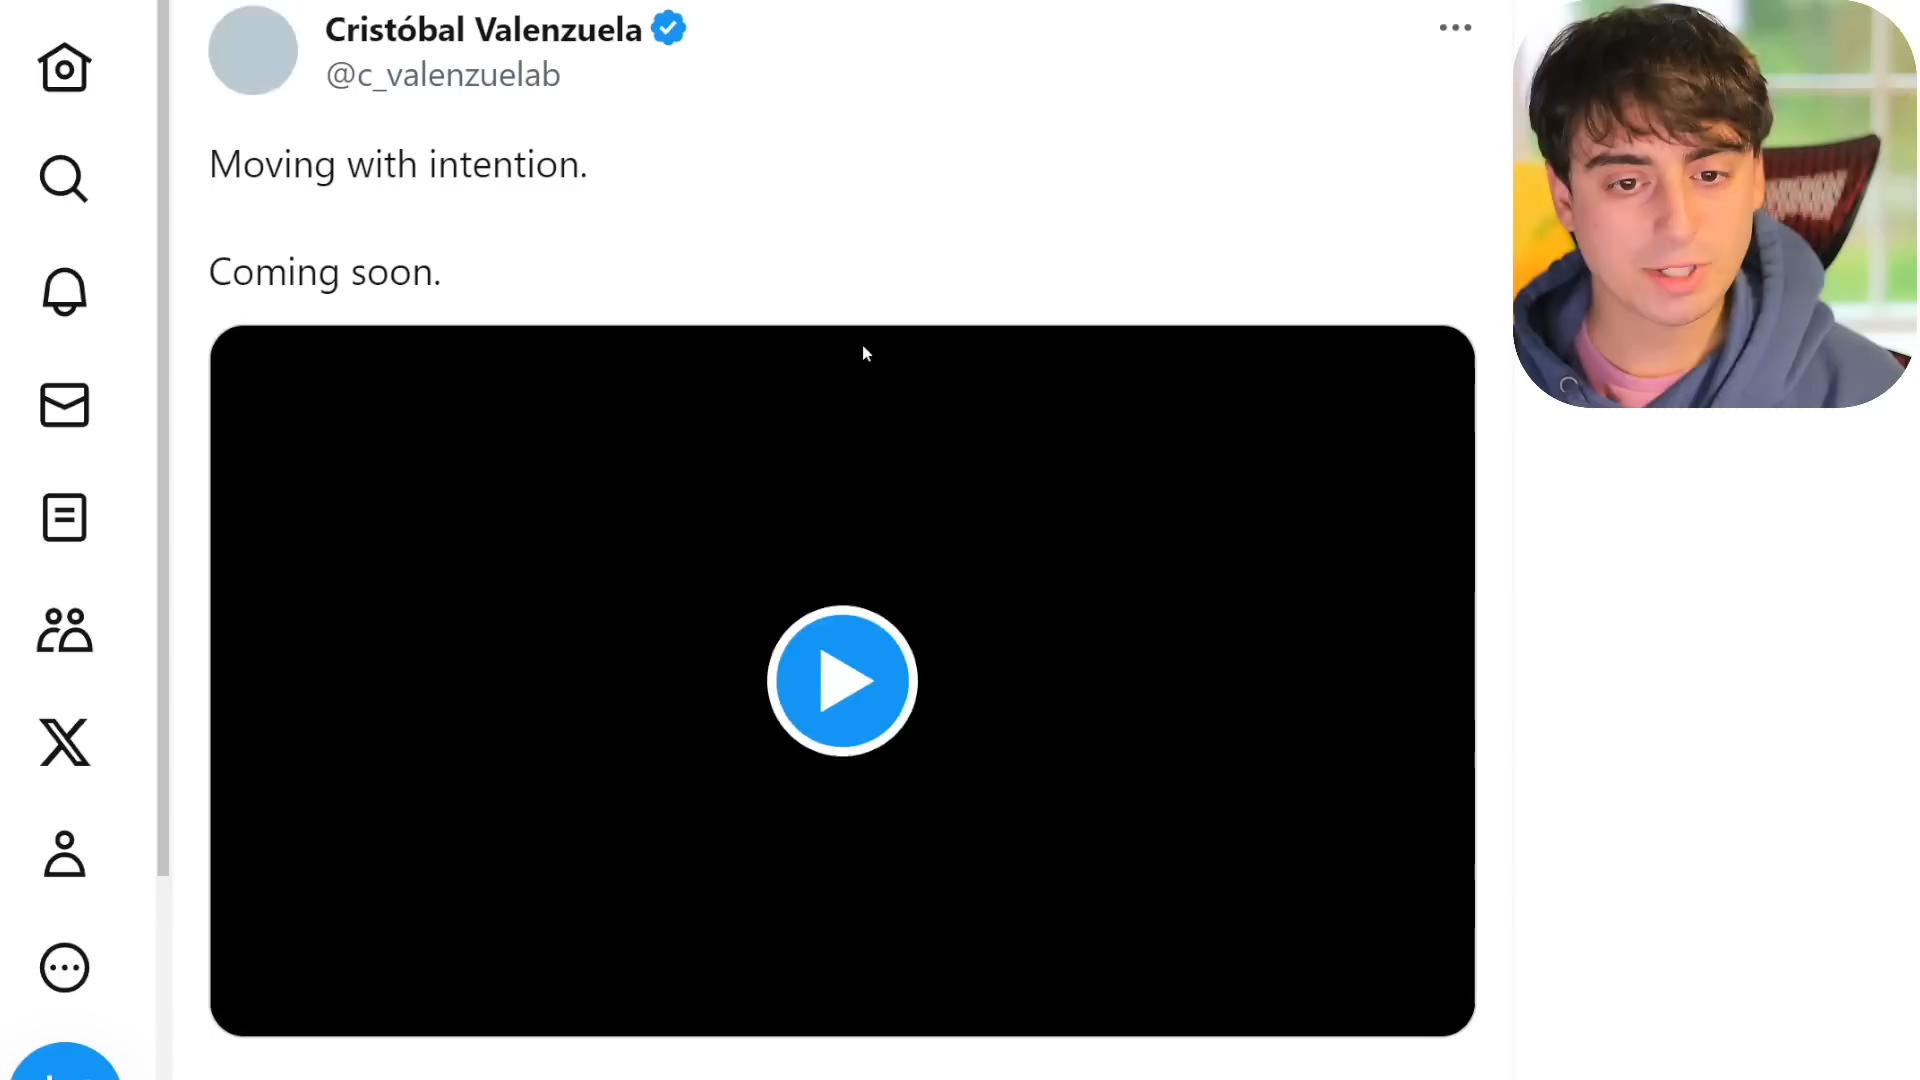 Cristóbal Valenzuela
@c_valenzuelab
Moving with intention.
Coming soon.